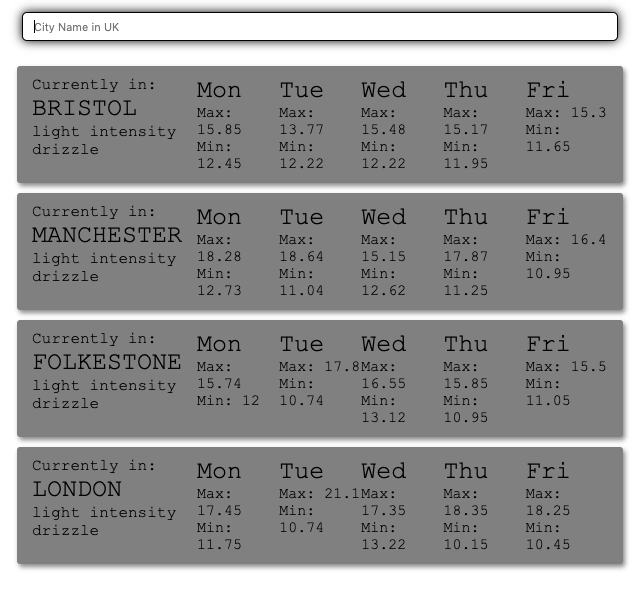 City Name in UK
Currently in:
BRISTOL
light intensity
drizzle
Mon
Max:
15.85
Min:
12.45
Tue
Max:
13.77
Min:
12.22
Wed
Max:
15.48
Min:
12.22
Thu
Max:
15.17
Min:
11.95
Fri
Max: 15.3
Min:
11.65
Currently in:
MANCHESTER
light intensity
drizzle
Mon
Max:
18.28
Min:
12.73
Tue
Max:
18.64
Min:
11.04
Wed
Max:
15.15
Min:
12.62
Thu
Max:
17.87
Min:
11.25
Fri
Max: 16.4
Min:
10.95
Currently in:
FOLKESTONE
light intensity
drizzle
Mon
Max:
15.74
Min: 12
Tue
Max: 17.8
Min:
10.74
Wed
Max:
16.55
Min:
13.12
Thu
Max:
15.85
Min:
10.95
Fri
Max: 15.5
Min:
11.05
Currently in:
LONDON
light intensity
drizzle
Mon
Max:
17.45
Min:
11.75
Tue
Max: 21.1
Min:
10.74
Wed
Max:
17.35
Min:
13.22
Thu
Max:
18.35
Min:
10.15
Fri
Max:
18.25
Min:
10.45